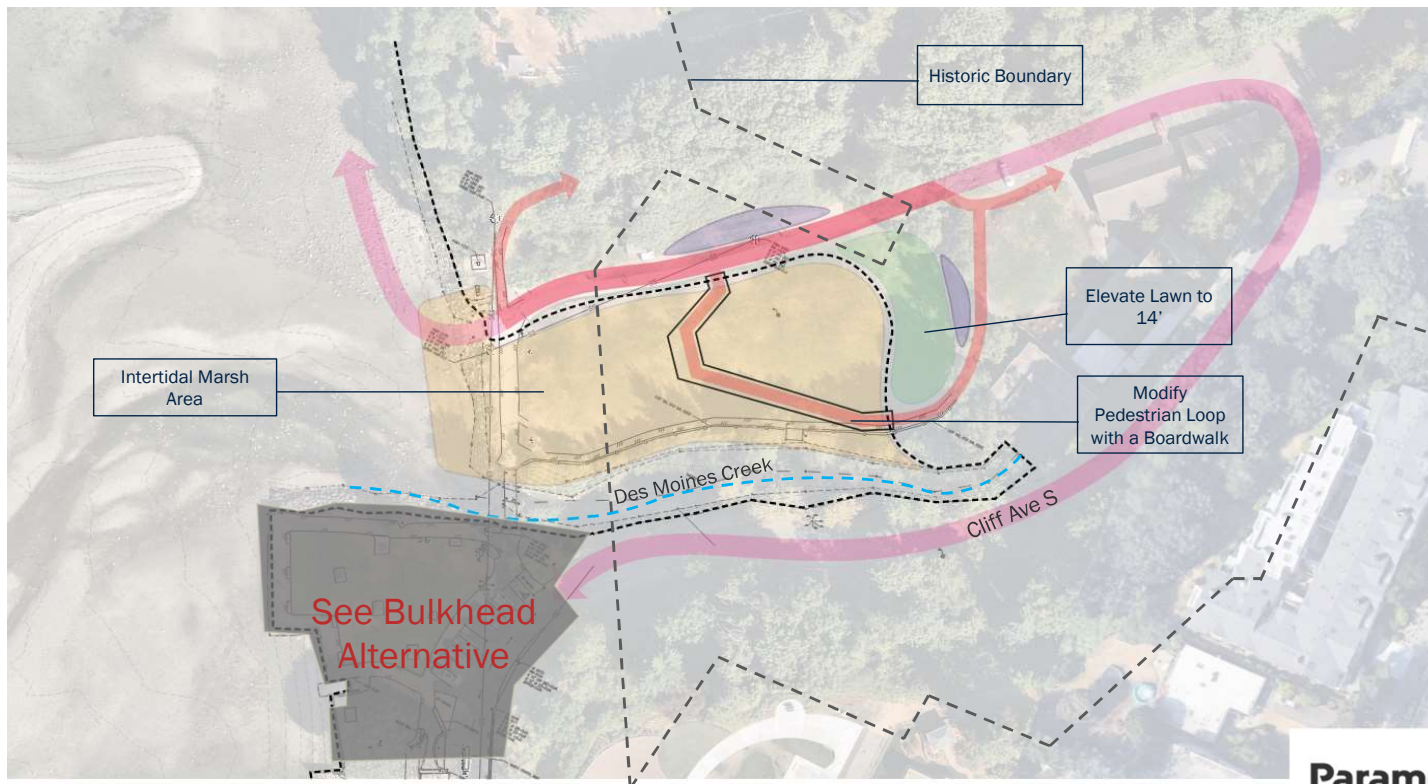 Historic Boundary
Elevate Lawn to
14’
Intertidal Marsh
Area
Modify
Pedestrian Loop
with a Boardwalk
Des Moines Creek
Cliff Ave S
See Bulkhead
Alternative